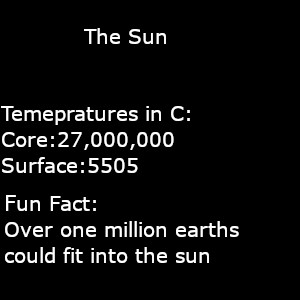 The Sun
Temepratures in C:
Core:27,000,000
Surface:5505
Fun Fact:
Over one million earths
could fit into the sun